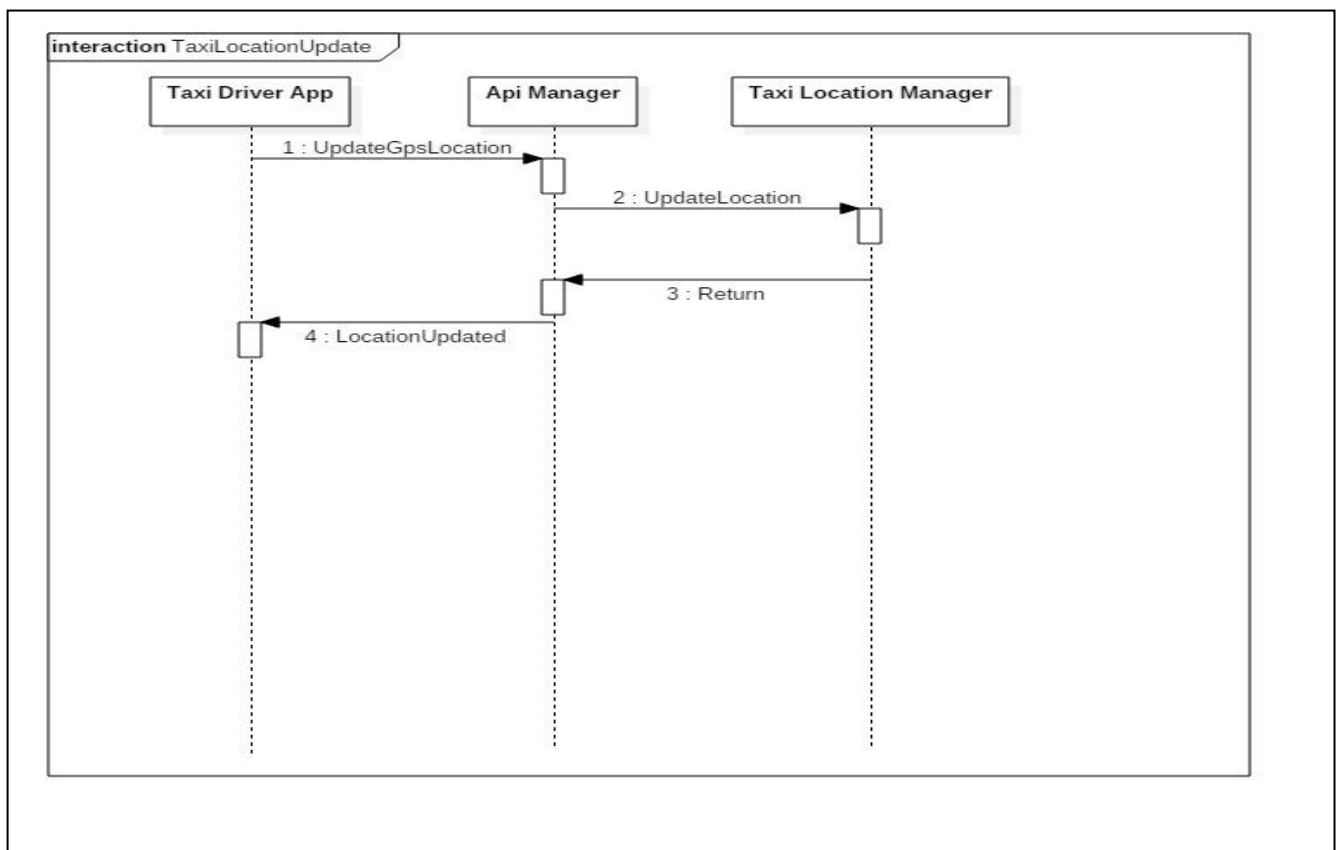 interaction TaxiLocationUpdate
Taxi Driver App
Api Manager
Taxi Location Manager
1 : UpdateGpsLocation
2 : UpdateLocation
3 : Return
4 : LocationUpdated